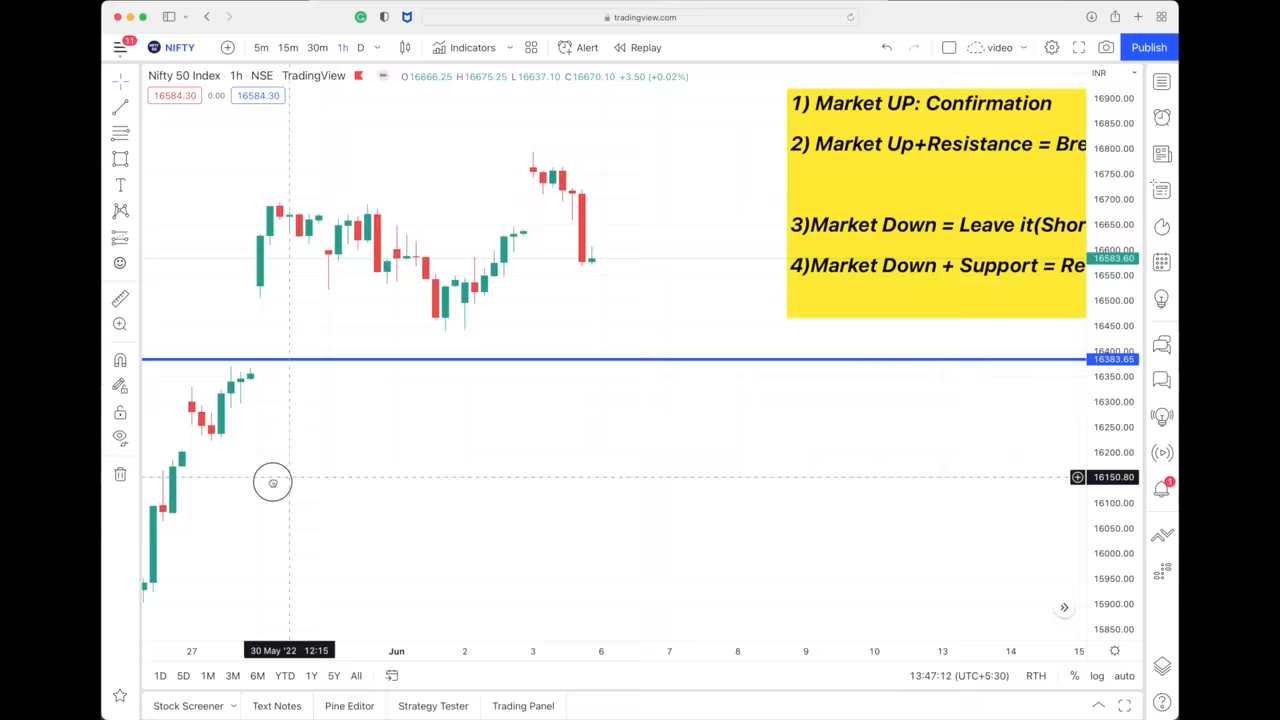 tradingview.com
11
NIFTY
5m 15m 30m 1h D
Indicators
Alert
Replay
video
Publish
Nifty 50 Index · 1h · NSE TradingView
O16666.25 H16675.25 L16637.10 C16670.10 +3.50 (+0.02%)
INR
16584.30 0.00 16584.30
1) Market UP: Confirmation
2) Market Up+Resistance = Bre
3)Market Down = Leave it(Shor
4)Market Down + Support = Re
16900.00
16850.00
16800.00
16750.00
16700.00
16650.00
16600.00
16583.60
16550.00
16500.00
16450.00
16400.00
16383.65
16350.00
16300.00
16250.00
16200.00
16150.80
16100.00
16050.00
16000.00
15950.00
15900.00
15850.00
1
27 30 May '22 12:15 Jun 2 3 6 7 8 9 10 13 14 15
1D 5D 1M 3M 6M YTD 1Y 5Y All
13:47:12 (UTC+5:30) RTH % log auto
Stock Screener Text Notes Pine Editor Strategy Tester Trading Panel